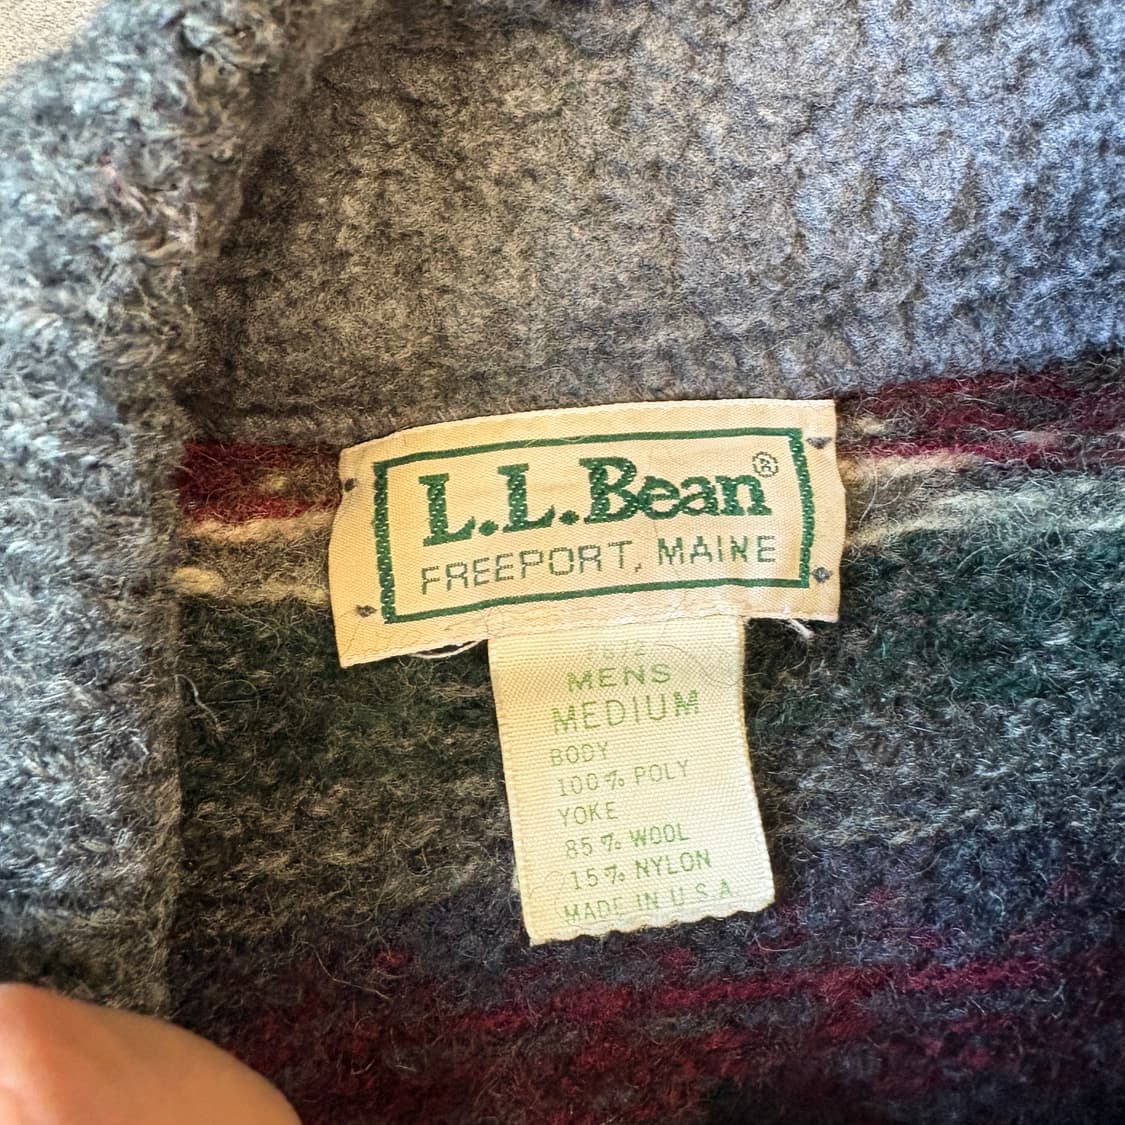 L.L.Bean®
FREEPORT, MAINE
MENS
MEDIUM
BODY
100% POLY
YOKE
85% WOOL
15% NYLON
MADE IN U.S.A.